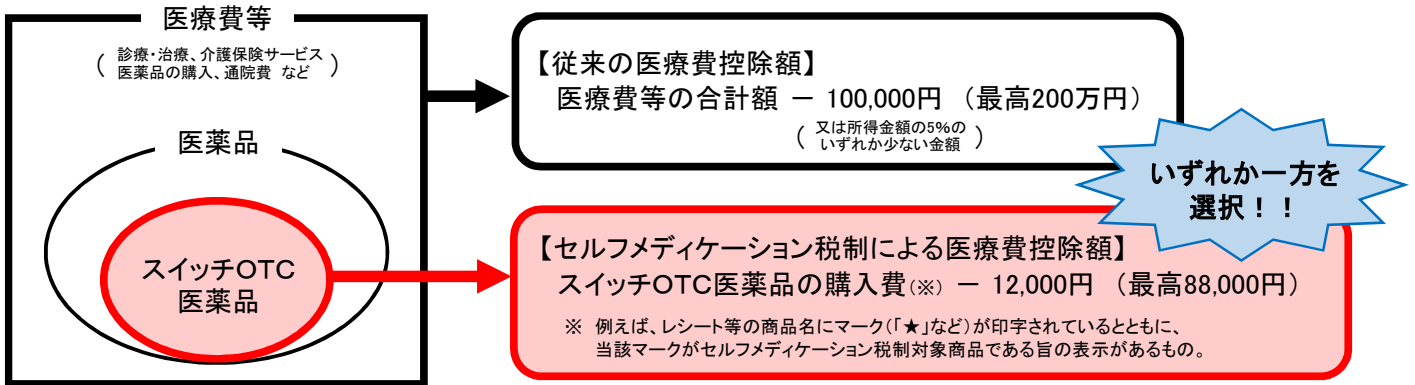 医療費等
( 診療・治療、介護保険サービス
医薬品の購入、通院費 など )
医薬品
スイッチOTC
医薬品
【従来の医療費控除額】
医療費等の合計額 － 100,000円 （最高200万円）
( 又は所得金額の5%の
いずれか少ない金額 )
いずれか一方を
選択！！
【セルフメディケーション税制による医療費控除額】
スイッチOTC医薬品の購入費(※) － 12,000円 （最高88,000円）
※ 例えば、レシート等の商品名にマーク(「★」など)が印字されているとともに、
当該マークがセルフメディケーション税制対象商品である旨の表示があるもの。